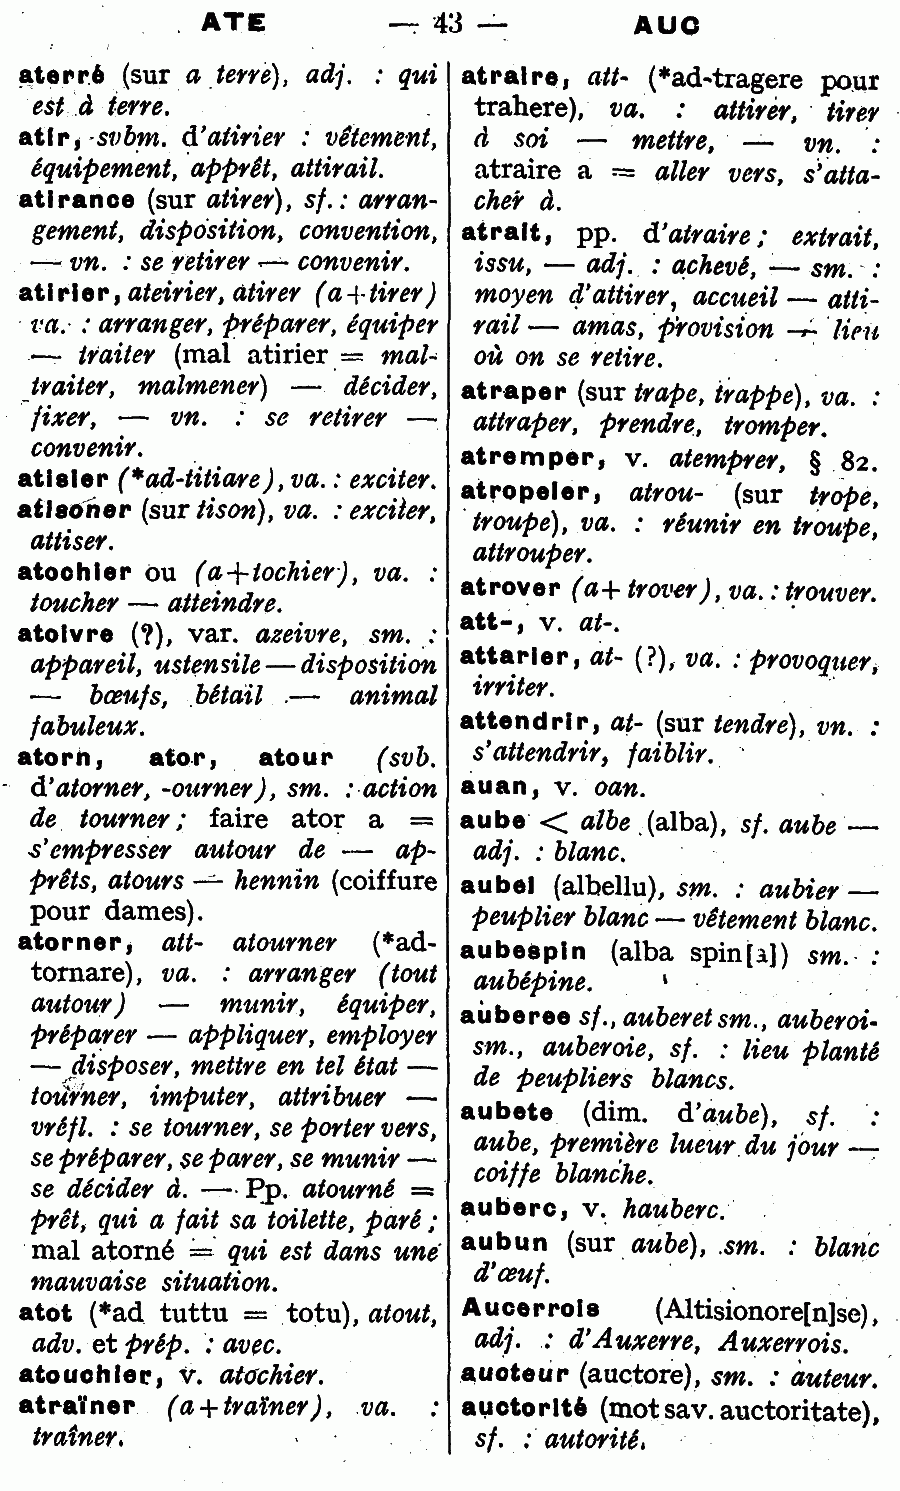 ATE — 43 — AUC
aterré (sur a terre), adj. : qui
est à terre.
atir, svbm. d'atirier : vêtement,
équipement, apprêt, attirail.
atirance (sur atirer), sf. : arran-
gement, disposition, convention,
— vn. : se retirer — convenir.
atirier, ateirier, atirer (a+tirer)
va. : arranger, préparer, équiper
— traiter (mal atirier = mal-
traiter, malmener) — décider,
fixer, — vn. : se retirer —
convenir.
atisier (*ad-titiare), va. : exciter.
atisoner (sur tison), va. : exciter,
attiser.
atochier ou (a+tochier), va. :
toucher — atteindre.
atoivre (?), var. azeivre, sm. :
appareil, ustensile — disposition
— bœufs, bétail — animal
fabuleux.
atorn, ator, atour (svb.
d'atorner, -ourner), sm. : action
de tourner; faire ator a =
s'empresser autour de — ap-
prêts, atours — hennin (coiffure
pour dames).
atorner, att- atourner (*ad-
tornare), va. : arranger (tout
autour) — munir, équiper,
préparer — appliquer, employer
— disposer, mettre en tel état —
tourner, imputer, attribuer —
vréfl. : se tourner, se porter vers,
se préparer, se parer, se munir —
se décider à. — Pp. atourné =
prêt, qui a fait sa toilette, paré;
mal atorné = qui est dans une
mauvaise situation.
atot (*ad tuttu = totu), atout,
adv. et prép. : avec.
atouchier, v. atochier.
atraïner (a+traïner), va. :
traîner.
atraire, att- (*ad-tragere pour
trahere), va. : attirer, tirer
à soi — mettre, — vn. :
atraire a = aller vers, s'atta-
cher à.
atrait, pp. d'atraire; extrait,
issu, — adj. : achevé, — sm. :
moyen d'attirer, accueil — atti-
rail — amas, provision — lieu
où on se retire.
atraper (sur trape, trappe), va. :
attraper, prendre, tromper.
atremper, v. atemprer, § 82.
atropeler, atrou- (sur trope,
troupe), va. : réunir en troupe,
attrouper.
atrover (a+trover), va. : trouver.
att-, v. at-.
attarier, at- (?), va. : provoquer,
irriter.
attendrir, at- (sur tendre), vn. :
s'attendrir, faiblir.
auan, v. oan.
aube < albe (alba), sf. aube —
adj. : blanc.
aubel (albellu), sm. : aubier —
peuplier blanc — vêtement blanc.
aubespin (alba spin[a]) sm. :
aubépine.
auberee sf., auberet sm., auberoi-
sm., auberoie, sf. : lieu planté
de peupliers blancs.
aubete (dim. d'aube), sf. :
aube, première lueur du jour —
coiffe blanche.
auberc, v. hauberc.
aubun (sur aube), sm. : blanc
d'œuf.
Aucerrois (Altisionore[n]se),
adj. : d'Auxerre, Auxerrois.
aucteur (auctore), sm. : auteur.
auctorité (mot sav. auctoritate),
sf. : autorité.